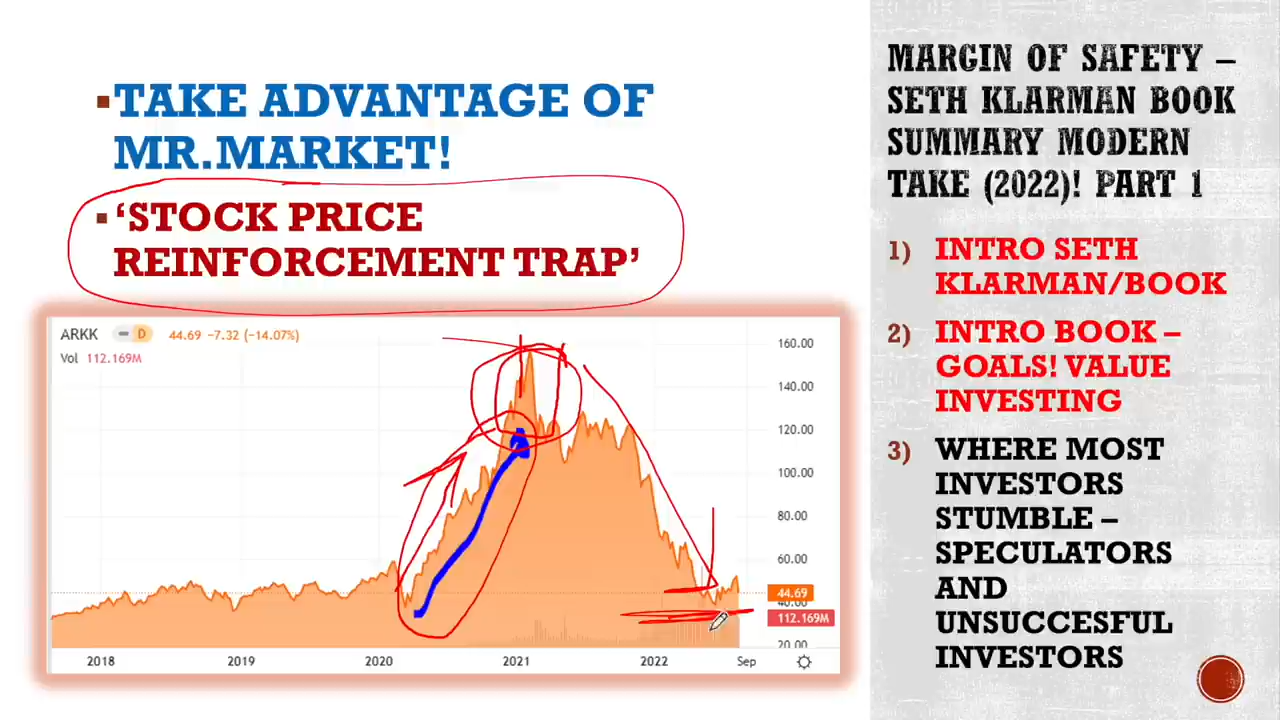 ▪TAKE ADVANTAGE OF
MR.MARKET!
▪‘STOCK PRICE
REINFORCEMENT TRAP’
ARKK D 44.69 −7.32 (−14.07%)
Vol 112.169M
160.00
140.00
120.00
100.00
80.00
60.00
44.69
40.00
112.169M
20.00
2018 2019 2020 2021 2022 Sep
MARGIN OF SAFETY –
SETH KLARMAN BOOK
SUMMARY MODERN
TAKE (2022)! PART 1
1) INTRO SETH
KLARMAN/BOOK
2) INTRO BOOK –
GOALS! VALUE
INVESTING
3) WHERE MOST
INVESTORS
STUMBLE –
SPECULATORS
AND
UNSUCCESFUL
INVESTORS